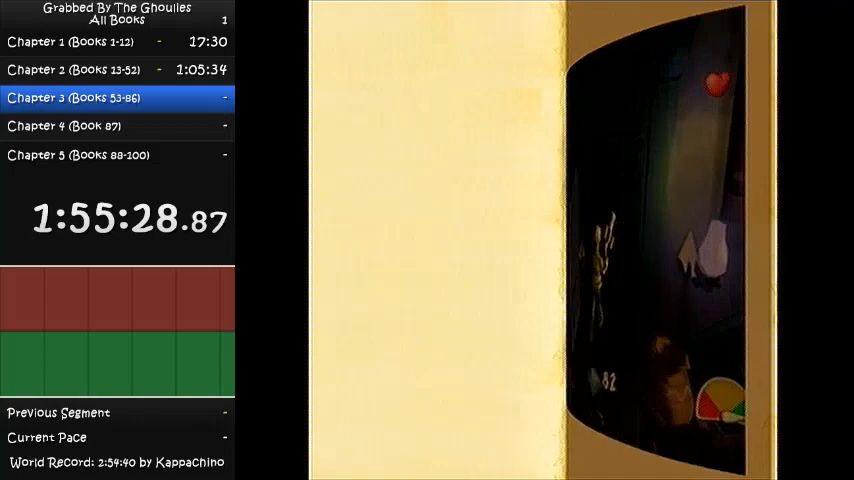 Grabbed By The Ghoulies
All Books 1
Chapter 1 (Books 1-12) - 17:30
Chapter 2 (Books 13-52) - 1:05:34
Chapter 3 (Books 53-86) -
Chapter 4 (Book 87) -
Chapter 5 (Books 88-100) -
1:55:28.87
Previous Segment -
Current Pace -
World Record: 2:54:40 by Kappachino
82